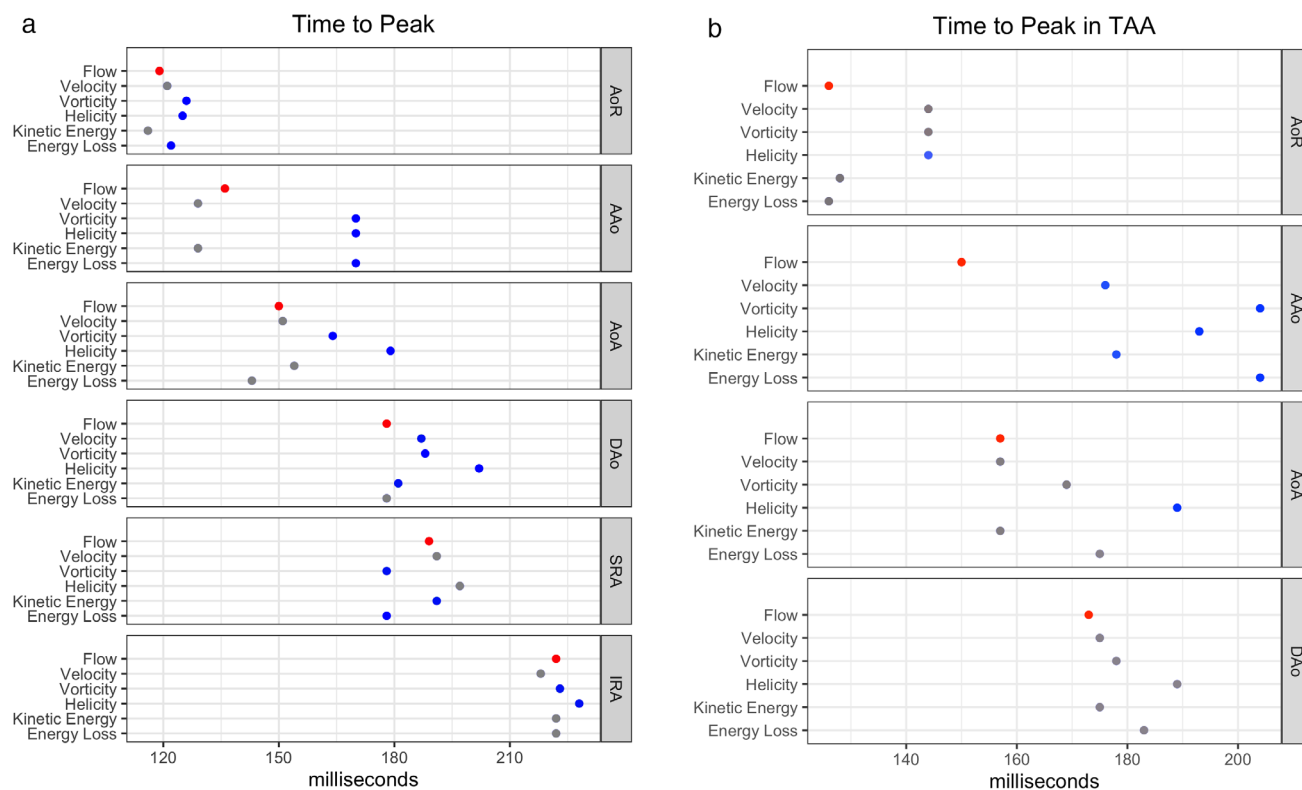 a
Time to Peak
Flow
Velocity
Vorticity
Helicity
Kinetic Energy
Energy Loss
AoR
Flow
Velocity
Vorticity
Helicity
Kinetic Energy
Energy Loss
AAo
Flow
Velocity
Vorticity
Helicity
Kinetic Energy
Energy Loss
AoA
Flow
Velocity
Vorticity
Helicity
Kinetic Energy
Energy Loss
DAo
Flow
Velocity
Vorticity
Helicity
Kinetic Energy
Energy Loss
SRA
Flow
Velocity
Vorticity
Helicity
Kinetic Energy
Energy Loss
IRA
120 150 180 210
milliseconds
b
Time to Peak in TAA
Flow
Velocity
Vorticity
Helicity
Kinetic Energy
Energy Loss
AoR
Flow
Velocity
Vorticity
Helicity
Kinetic Energy
Energy Loss
AAo
Flow
Velocity
Vorticity
Helicity
Kinetic Energy
Energy Loss
AoA
Flow
Velocity
Vorticity
Helicity
Kinetic Energy
Energy Loss
DAo
140 160 180 200
milliseconds